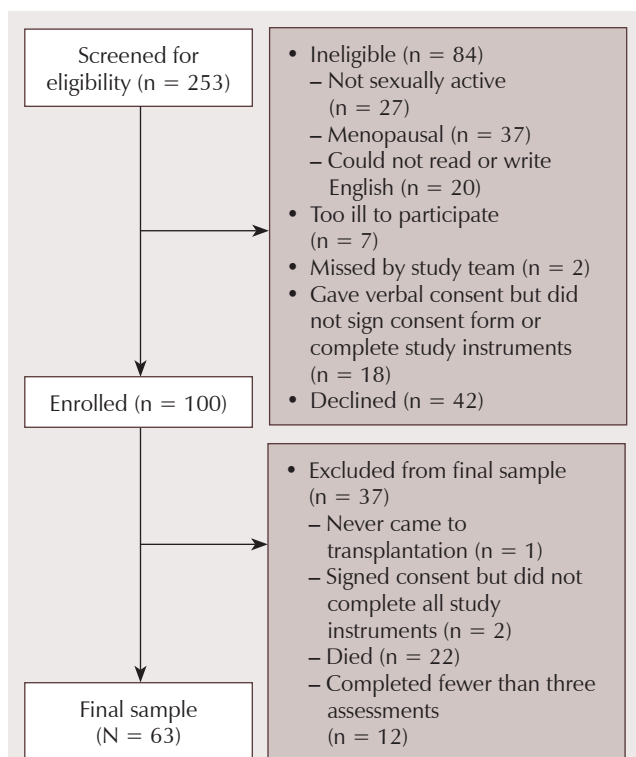 Screened for
eligibility (n = 253)
• Ineligible (n = 84)
– Not sexually active
(n = 27)
– Menopausal (n = 37)
– Could not read or write
English (n = 20)
• Too ill to participate
(n = 7)
• Missed by study team (n = 2)
• Gave verbal consent but did
not sign consent form or
complete study instruments
(n = 18)
• Declined (n = 42)
Enrolled (n = 100)
• Excluded from final sample
(n = 37)
– Never came to
transplantation (n = 1)
– Signed consent but did not
complete all study
instruments (n = 2)
– Died (n = 22)
– Completed fewer than three
assessments
(n = 12)
Final sample
(N = 63)